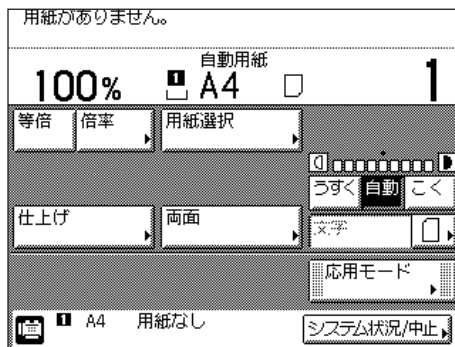 用紙がありません。
自動用紙
100% 1 A4 1
等倍 倍率 用紙選択
うすく 自動 こく
仕上げ 両面 文字
応用モード
1 A4 用紙なし システム状況/中止